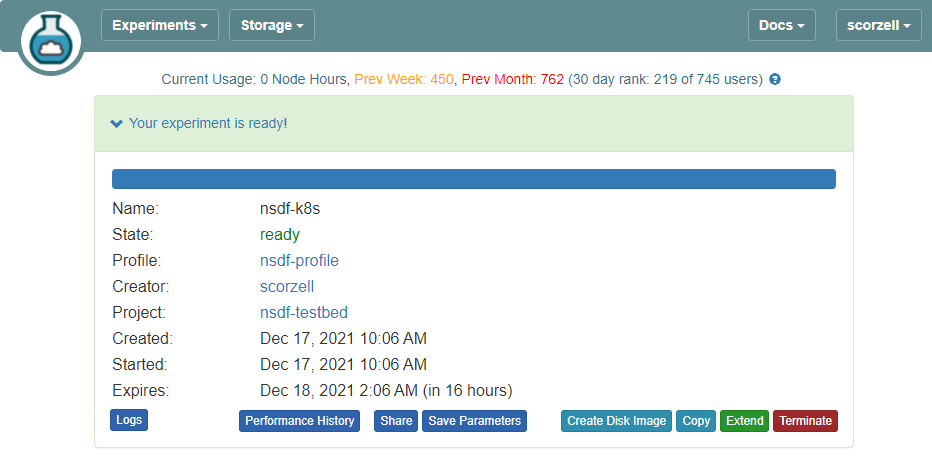 Experiments Storage Docs scorzell
Current Usage: 0 Node Hours, Prev Week: 450, Prev Month: 762 (30 day rank: 219 of 745 users)
Your experiment is ready!
Name: nsdf-k8s
State: ready
Profile: nsdf-profile
Creator: scorzell
Project: nsdf-testbed
Created: Dec 17, 2021 10:06 AM
Started: Dec 17, 2021 10:06 AM
Expires: Dec 18, 2021 2:06 AM (in 16 hours)
Logs Performance History Share Save Parameters Create Disk Image Copy Extend Terminate